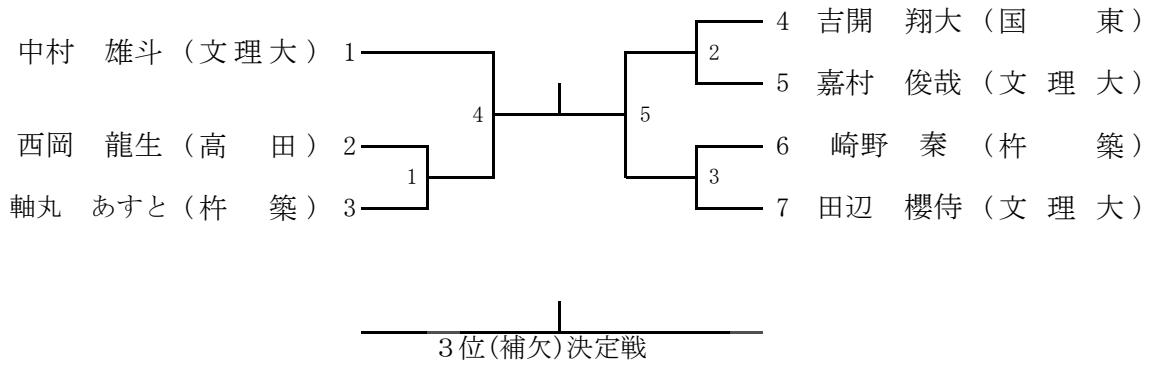 中村 雄斗（文理大） 1
西岡 龍生（高 田） 2
軸丸 あすと（杵 築） 3
1
4
4 吉開 翔大（国 東）
5 嘉村 俊哉（文 理 大）
6 崎野 秦（杵 築）
7 田辺 櫻侍（文 理 大）
2
3
5
３位(補欠)決定戦